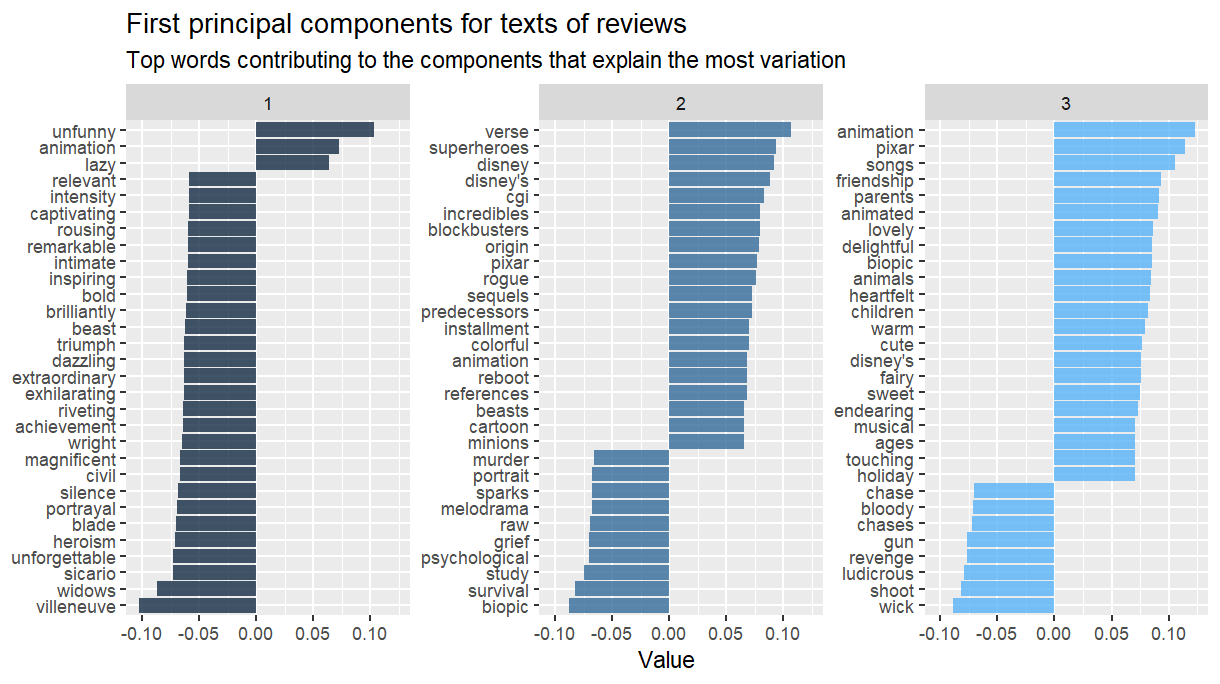 First principal components for texts of reviews
Top words contributing to the components that explain the most variation
1
unfunny
animation
lazy
relevant
intensity
captivating
rousing
remarkable
intimate
inspiring
bold
brilliantly
beast
triumph
dazzling
extraordinary
exhilarating
riveting
achievement
wright
magnificent
civil
silence
portrayal
blade
heroism
unforgettable
sicario
widows
villeneuve
-0.10 -0.05 0.00 0.05 0.10
2
verse
superheroes
disney
disney's
cgi
incredibles
blockbusters
origin
pixar
rogue
sequels
predecessors
installment
colorful
animation
reboot
references
beasts
cartoon
minions
murder
portrait
sparks
melodrama
raw
grief
psychological
study
survival
biopic
-0.10 -0.05 0.00 0.05 0.10
3
animation
pixar
songs
friendship
parents
animated
lovely
delightful
biopic
animals
heartfelt
children
warm
cute
disney's
fairy
sweet
endearing
musical
ages
touching
holiday
chase
bloody
chases
gun
revenge
ludicrous
shoot
wick
-0.10 -0.05 0.00 0.05 0.10
Value